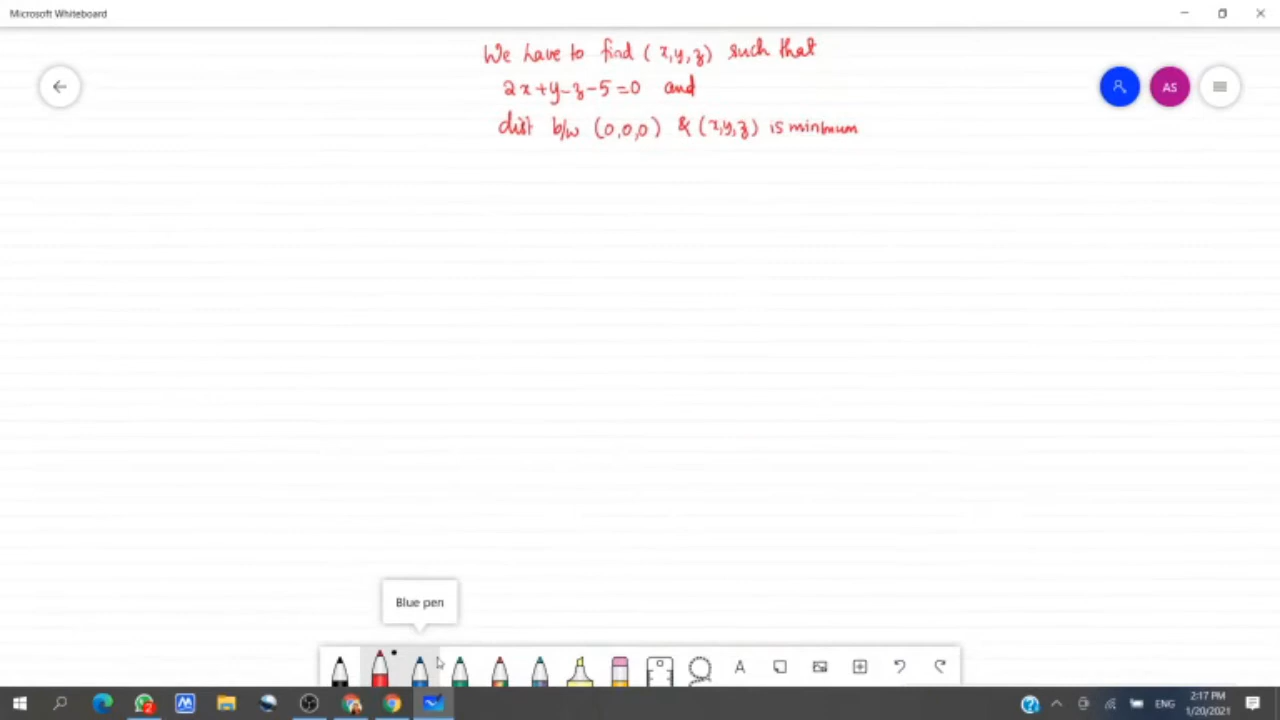 Microsoft Whiteboard
We have to find (x,y,z) such that
2x+y-z-5=0 and
dist b/w (0,0,0) & (x,y,z) is minimum
AS
Blue pen
A
2
ENG
2:17 PM
1/20/2021